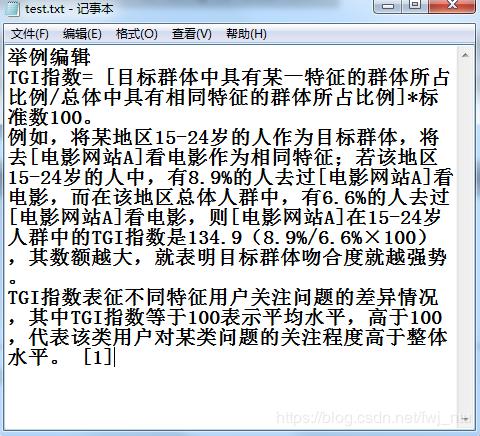 test.txt - 记事本
文件(F) 编辑(E) 格式(O) 查看(V) 帮助(H)
举例编辑
TGI指数= [目标群体中具有某一特征的群体所占
比例/总体中具有相同特征的群体所占比例]*标
准数100。
例如，将某地区15-24岁的人作为目标群体，将
去[电影网站A]看电影作为相同特征；若该地区
15-24岁的人中，有8.9%的人去过[电影网站A]看
电影，而在该地区总体人群中，有6.6%的人去过
[电影网站A]看电影，则[电影网站A]在15-24岁
人群中的TGI指数是134.9（8.9%/6.6%×100）
，其数额越大，就表明目标群体吻合度就越强势
。
TGI指数表征不同特征用户关注问题的差异情况
，其中TGI指数等于100表示平均水平，高于100
，代表该类用户对某类问题的关注程度高于整体
水平。 [1]